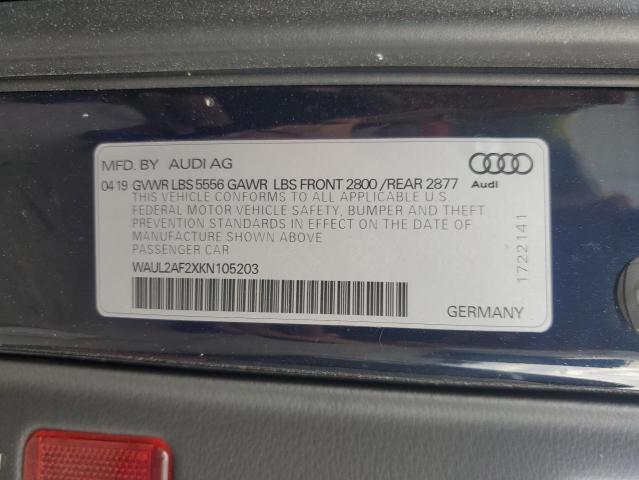 MFD. BY AUDI AG
Audi
04 19 GVWR LBS 5556 GAWR LBS FRONT 2800 /REAR 2877
THIS VEHICLE CONFORMS TO ALL APPLICABLE U.S
FEDERAL MOTOR VEHICLE SAFETY, BUMPER AND THEFT
PREVENTION STANDARDS IN EFFECT ON THE DATE OF
MANUFACTURE SHOWN ABOVE
PASSENGER CAR
WAUL2AF2XKN105203
1722141
GERMANY